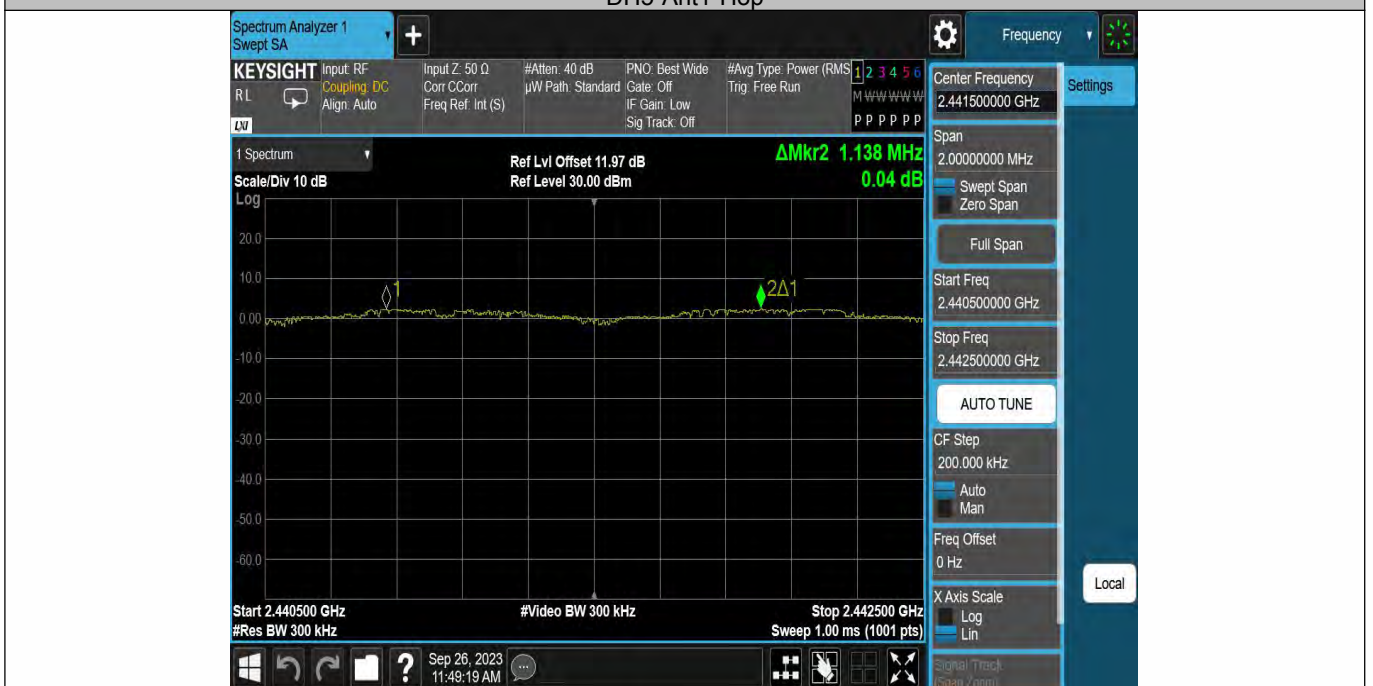 Spectrum Analyzer 1
Swept SA
+
Frequency
KEYSIGHT
RL
LXI
Input: RF
Coupling: DC
Align: Auto
Input Z: 50 Ω
Corr CCorr
Freq Ref: Int (S)
#Atten: 40 dB
µW Path: Standard
PNO: Best Wide
Gate: Off
IF Gain: Low
Sig Track: Off
#Avg Type: Power (RMS
Trig: Free Run
1 2 3 4 5 6
M W W W W W
P P P P P P
Center Frequency
2.441500000 GHz
Settings
1 Spectrum
Scale/Div 10 dB
Log
Ref Lvl Offset 11.97 dB
Ref Level 30.00 dBm
ΔMkr2 1.138 MHz
0.04 dB
Span
2.00000000 MHz
Swept Span
Zero Span
Full Span
20.0
10.0
0.00
-10.0
-20.0
-30.0
-40.0
-50.0
-60.0
1
2Δ1
Start Freq
2.440500000 GHz
Stop Freq
2.442500000 GHz
AUTO TUNE
CF Step
200.000 kHz
Auto
Man
Freq Offset
0 Hz
X Axis Scale
Log
Lin
Local
Start 2.440500 GHz
#Res BW 300 kHz
#Video BW 300 kHz
Stop 2.442500 GHz
Sweep 1.00 ms (1001 pts)
?
Sep 26, 2023
11:49:19 AM
Signal Track
(Span Zoom)